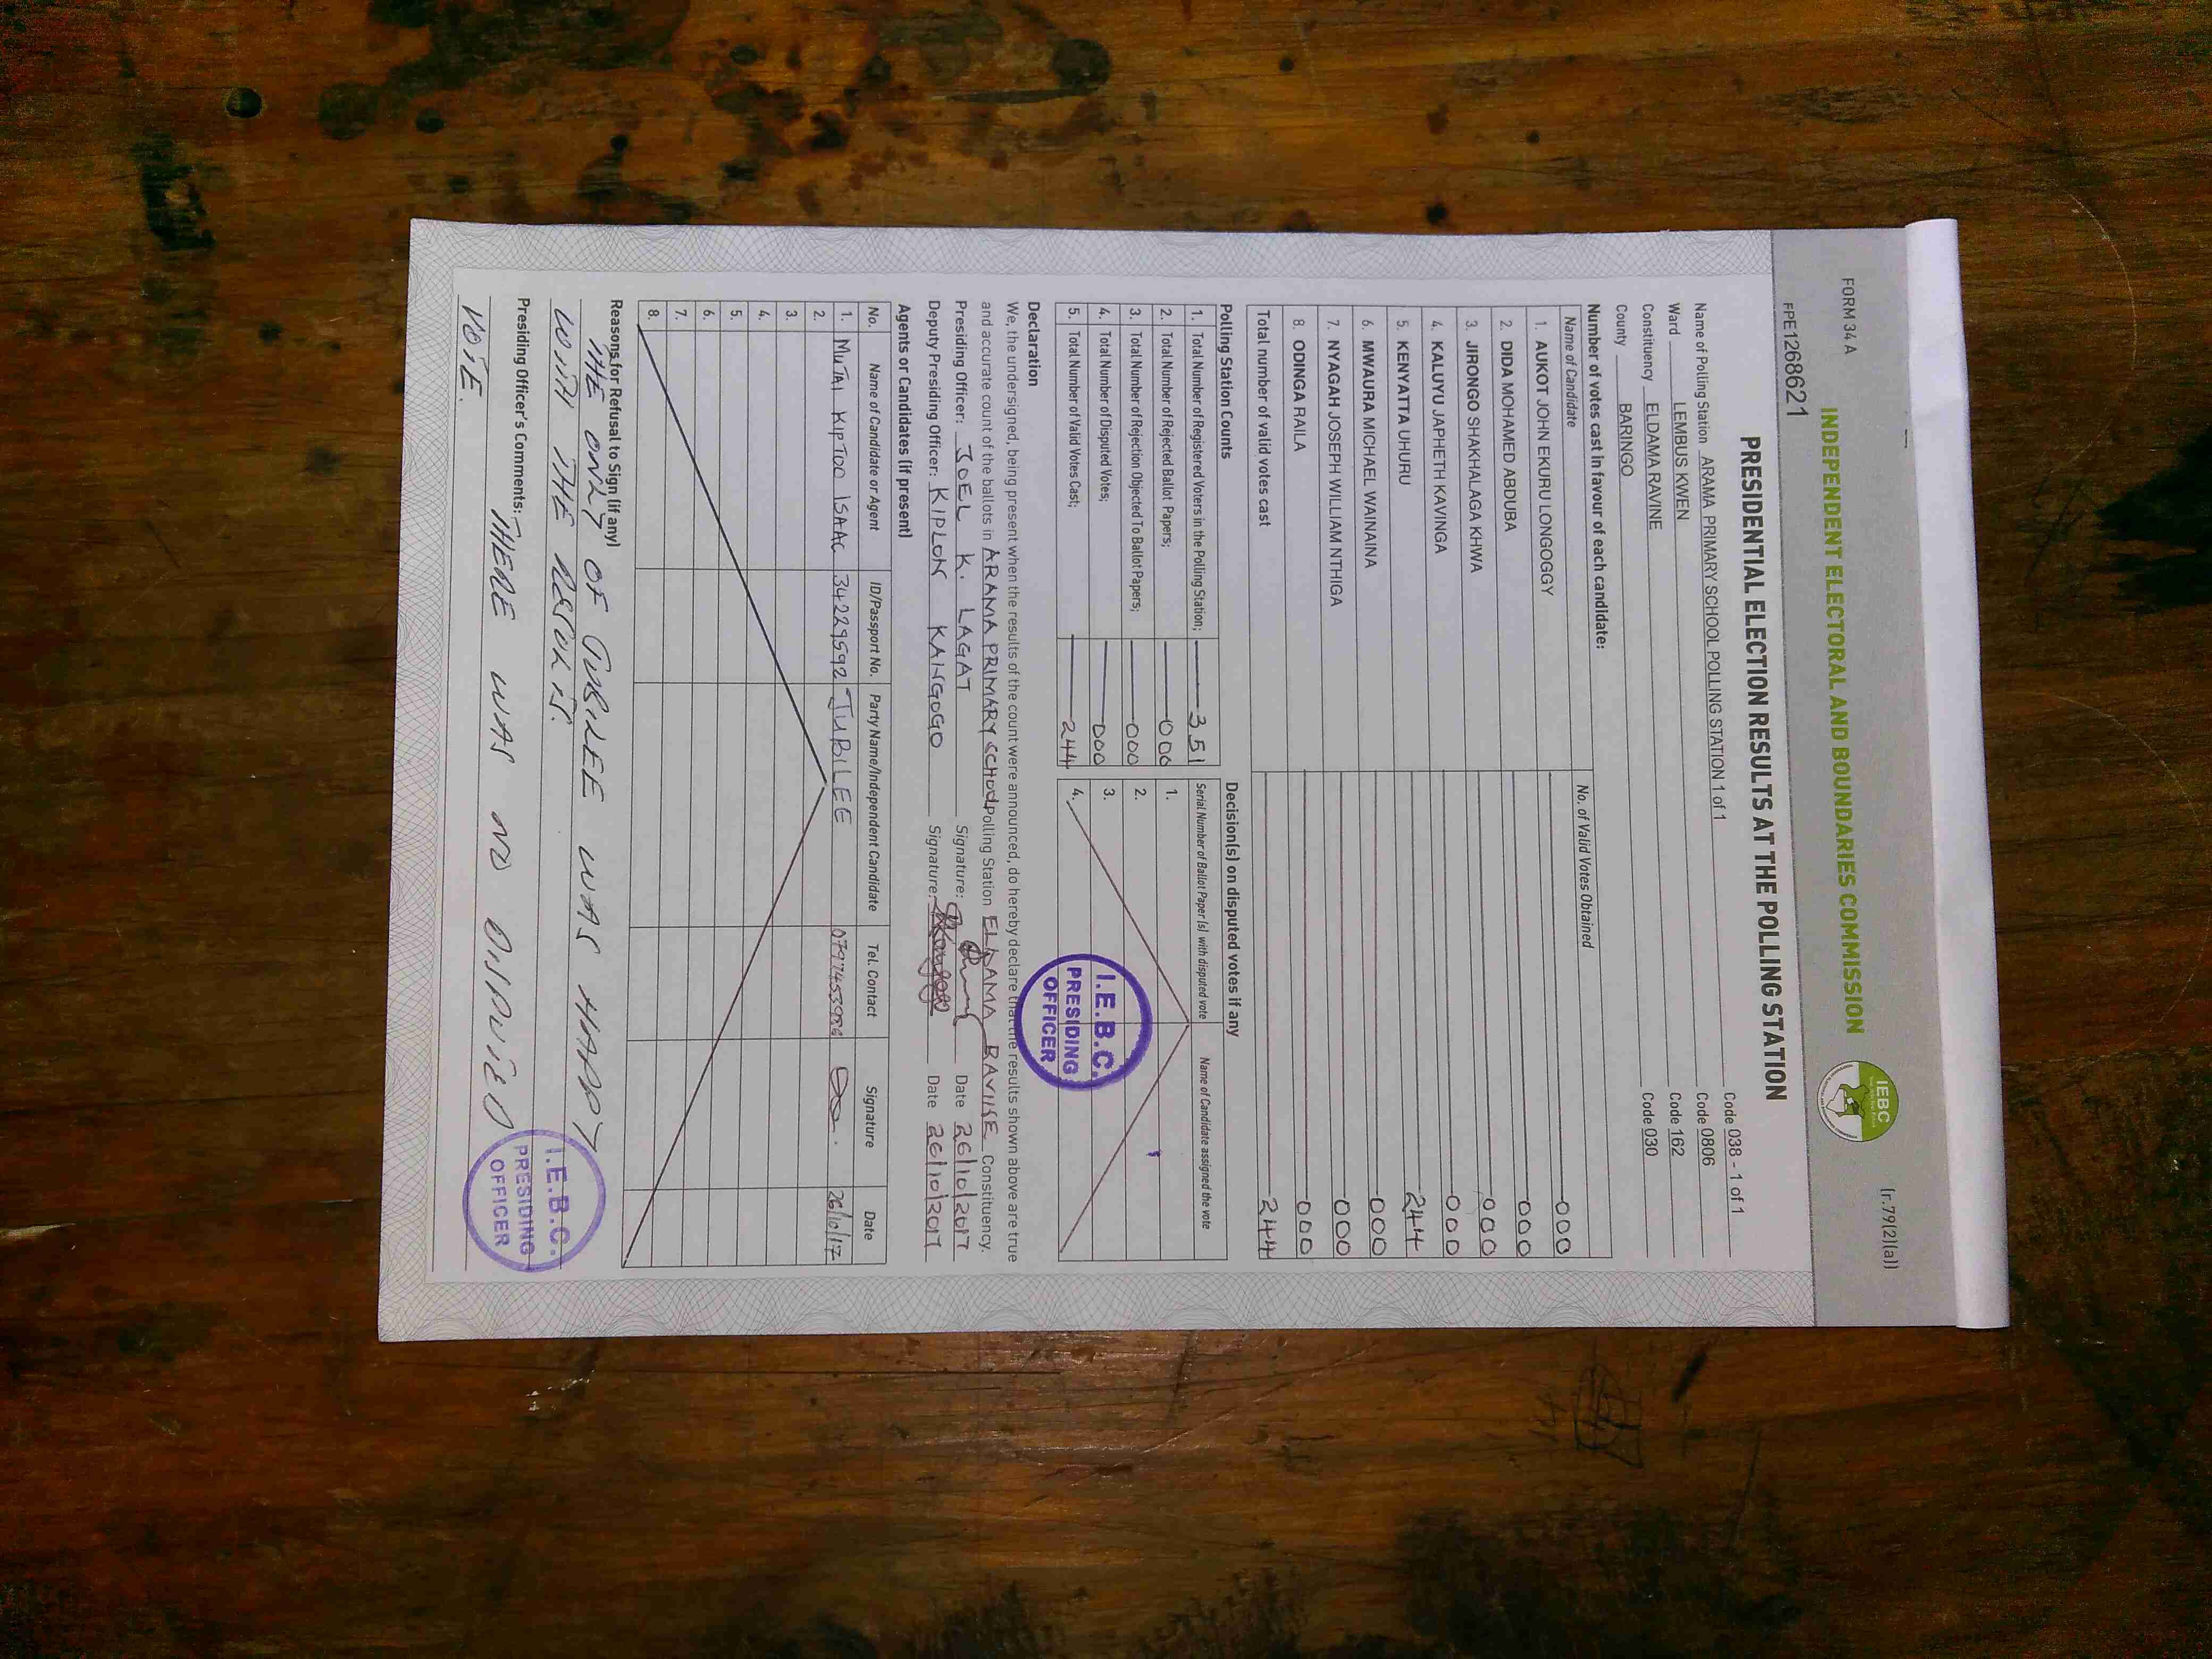 FORM 34 A
[r.79(2)(a)]
INDEPENDENT ELECTORAL AND BOUNDARIES COMMISSION
IEBC
FPE1268621
PRESIDENTIAL ELECTION RESULTS AT THE POLLING STATION
Name of Polling Station ARAMA PRIMARY SCHOOL POLLING STATION 1 of 1 Code 038 - 1 of 1
Ward LEMBUS KWEN Code 0806
Constituency ELDAMA RAVINE Code 162
County BARINGO Code 030
Number of votes cast in favour of each candidate:
Name of Candidate No. of Valid Votes Obtained
1. AUKOT JOHN EKURU LONGOGGY 000
2. DIDA MOHAMED ABDUBA 000
3. JIRONGO SHAKHALAGA KHWA 000
4. KALUYU JAPHETH KAVINGA 000
5. KENYATTA UHURU 244
6. MWAURA MICHAEL WAINAINA 000
7. NYAGAH JOSEPH WILLIAM NTHIGA 000
8. ODINGA RAILA 000
Total number of valid votes cast 244
Polling Station Counts
1. Total Number of Registered Voters in the Polling Station; 351
2. Total Number of Rejected Ballot Papers; 000
3. Total Number of Rejection Objected To Ballot Papers; 000
4. Total Number of Disputed Votes; 000
5. Total Number of Valid Votes Cast; 244
Decision(s) on disputed votes if any
Serial Number of Ballot Paper (s) with disputed vote Name of Candidate assigned the vote
1.
2.
3.
4.
I.E.B.C.
PRESIDING
OFFICER
Declaration
We, the undersigned, being present when the results of the count were announced, do hereby declare that the results shown above are true
and accurate count of the ballots in ARAMA PRIMARY SCHOOL Polling Station ELDAMA RAVINE Constituency.
Presiding Officer: JOEL K. LAGAT Signature: Date 26/10/2017
Deputy Presiding Officer: KIPLON KAINGOGO Signature: Date 26/10/2017
Agents or Candidates (if present)
No. Name of Candidate or Agent ID/Passport No. Party Name/Independent Candidate Tel. Contact Signature Date
1. MUTAI KIPTOO ISAAC 34229592 JUBILEE 26/10/17
2.
3.
4.
5.
6.
7.
8.
Reasons for Refusal to Sign (if any)
THE ONLY OF JUBILEE WAS HAPPY
WITH THE RESULTS.
Presiding Officer's Comments: THERE WAS NO DISPUTED
VOTE.
I.E.B.C.
PRESIDING
OFFICER